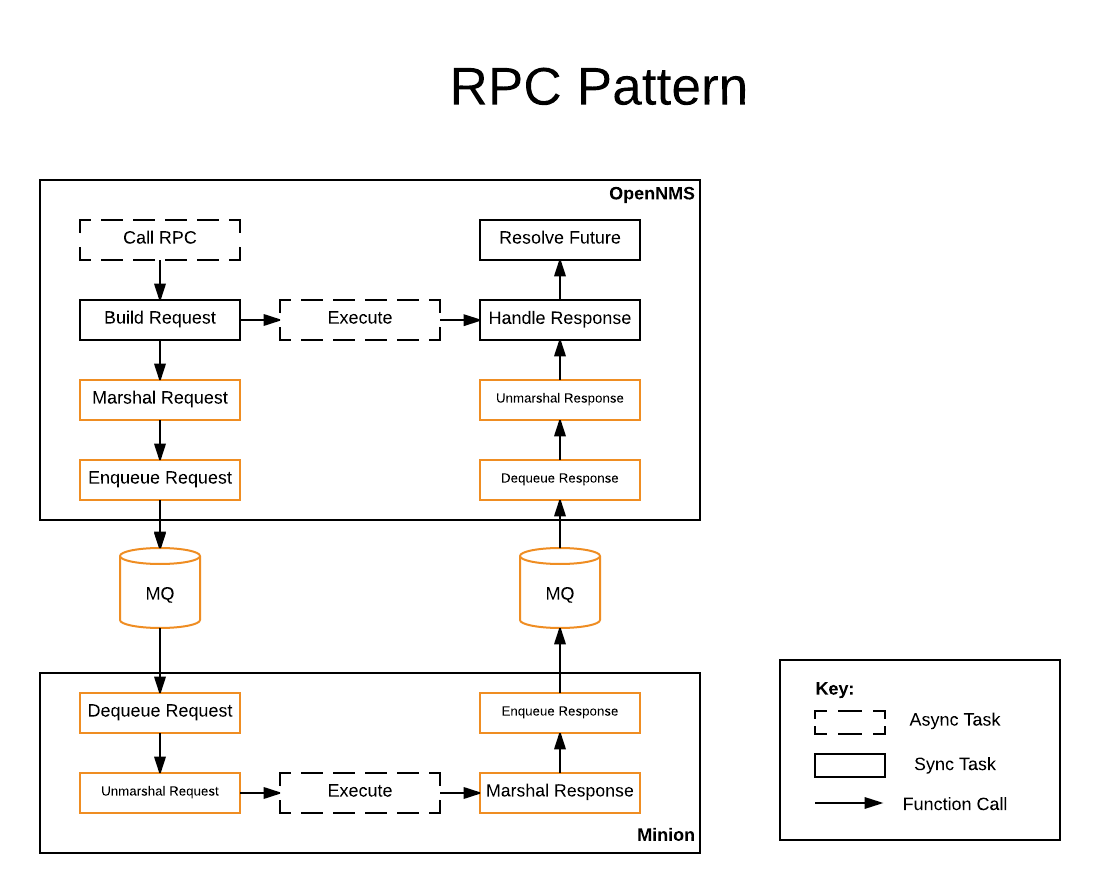 RPC Pattern
OpenNMS
Call RPC
Resolve Future
Build Request
Execute
Handle Response
Marshal Request
Unmarshal Response
Enqueue Request
Dequeue Response
MQ
MQ
Dequeue Request
Enqueue Response
Unmarshal Request
Execute
Marshal Response
Minion
Key:
Async Task
Sync Task
Function Call